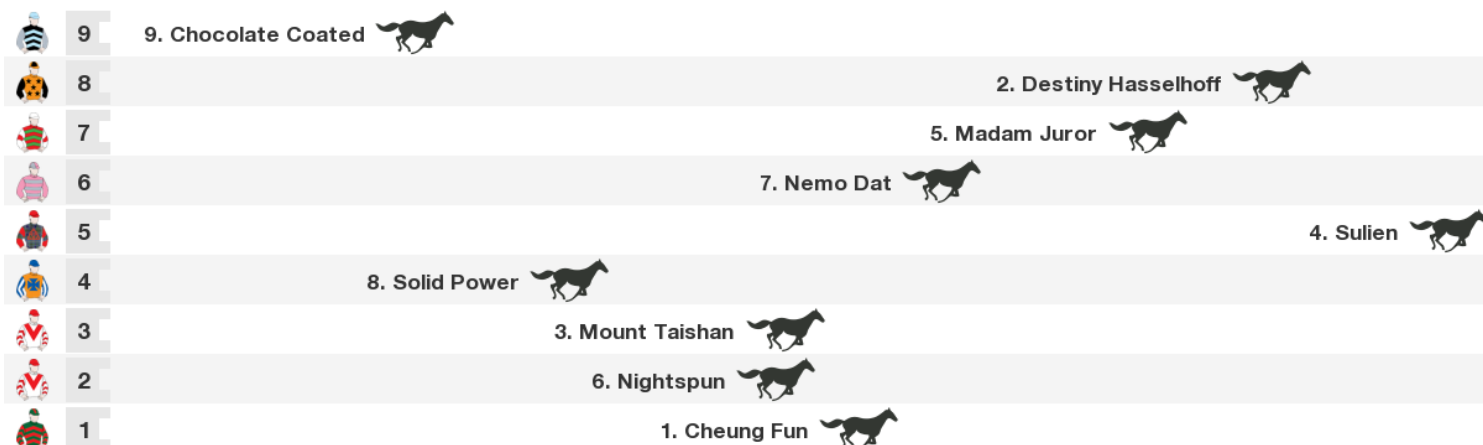 9 9. Chocolate Coated
8 2. Destiny Hasselhoff
7 5. Madam Juror
6 7. Nemo Dat
5 4. Sulien
4 8. Solid Power
3 3. Mount Taishan
2 6. Nightspun
1 1. Cheung Fun